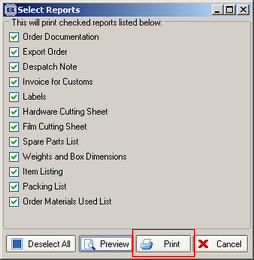 Select Reports
This will print checked reports listed below.
Order Documentation
Export Order
Despatch Note
Invoice for Customs
Labels
Hardware Cutting Sheet
Film Cutting Sheet
Spare Parts List
Weights and Box Dimensions
Item Listing
Packing List
Order Materials Used List
Deselect All Preview Print Cancel